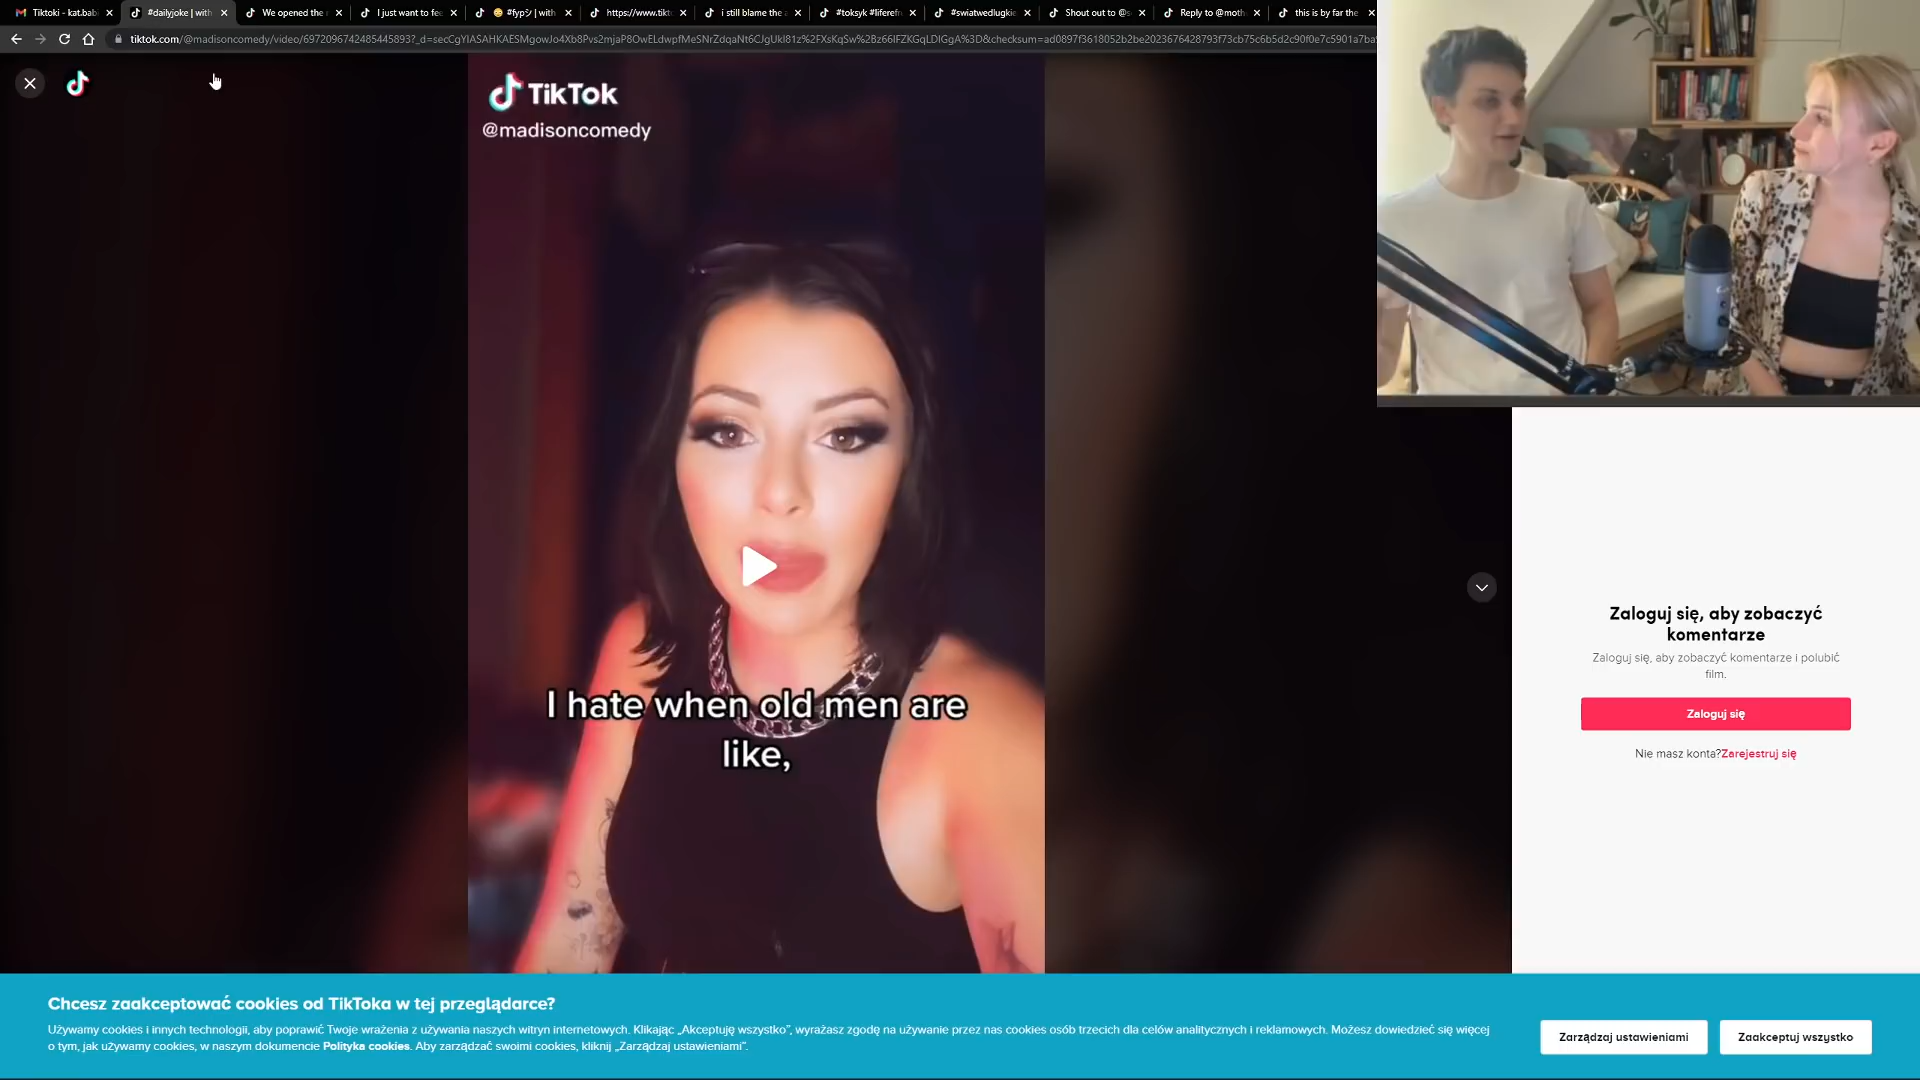 Tiktoki - kat.bab
#dailyjoke | with
We opened the
I just want to fee
#fypシ | with
https://www.tikt
i still blame the
#toksyk #liferef
#swiatwedlugkie
Shout out to @s
Reply to @moth
this is by far the
TikTok
@madisoncomedy
I hate when old men are
like,
Zaloguj się, aby zobaczyć
komentarze
Zaloguj się, aby zobaczyć komentarze i polubić
film.
Zaloguj się
Nie masz konta?Zarejestruj się
Chcesz zaakceptować cookies od TikToka w tej przeglądarce?
Używamy cookies i innych technologii, aby poprawić Twoje wrażenia z używania naszych witryn internetowych. Klikając „Akceptuję wszystko”, wyrażasz zgodę na używanie przez nas cookies osób trzecich dla celów analitycznych i reklamowych. Możesz dowiedzieć się więcej
o tym, jak używamy cookies, w naszym dokumencie Polityka cookies. Aby zarządzać swoimi cookies, kliknij „Zarządzaj ustawieniami”.
Zarządzaj ustawieniami
Zaakceptuj wszystko